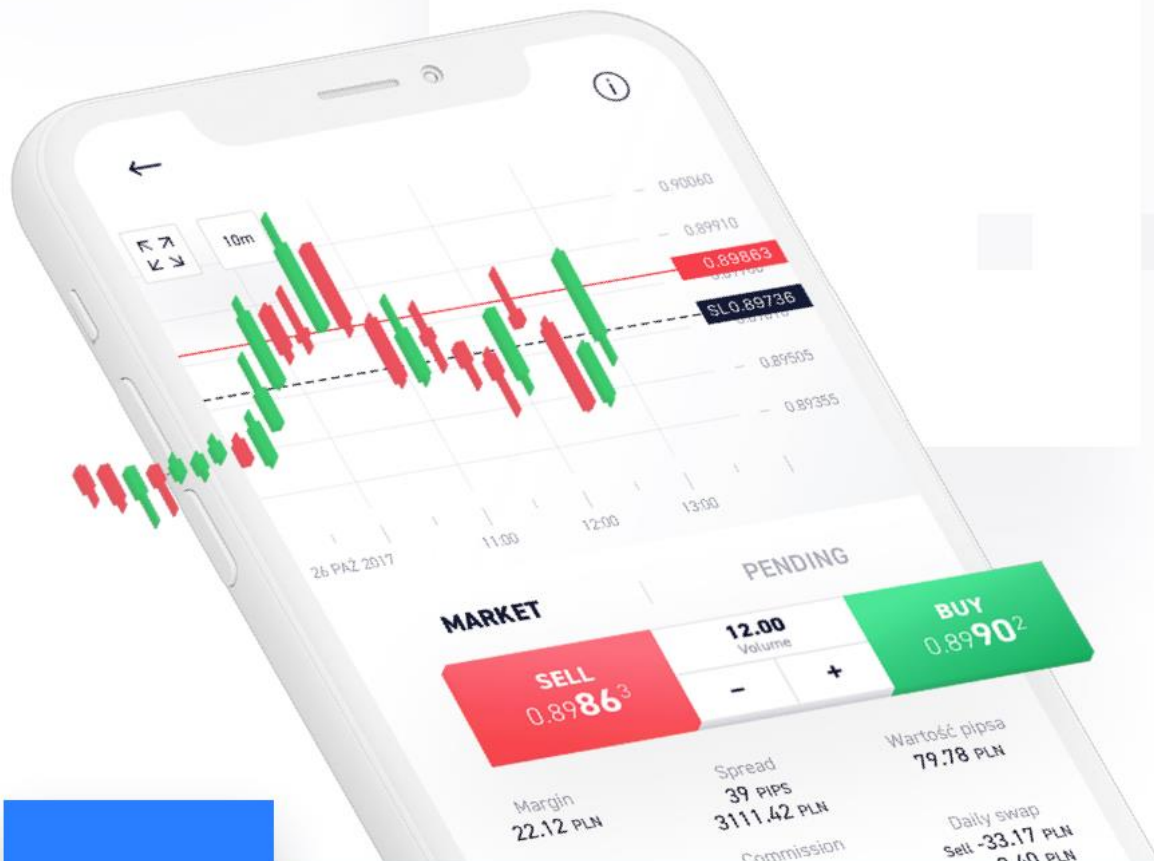 10m
0.90060
0.89910
0.89863
SL0.89736
0.89505
0.89355
26 PAŹ 2017
11:00
12:00
13:00
MARKET
PENDING
SELL
0.89863
12.00
Volume
-
+
BUY
0.89902
Margin
22.12 PLN
Spread
39 PIPS
3111.42 PLN
Wartość pipsa
79.78 PLN
Commission
Daily swap
Sell -33.17 PLN